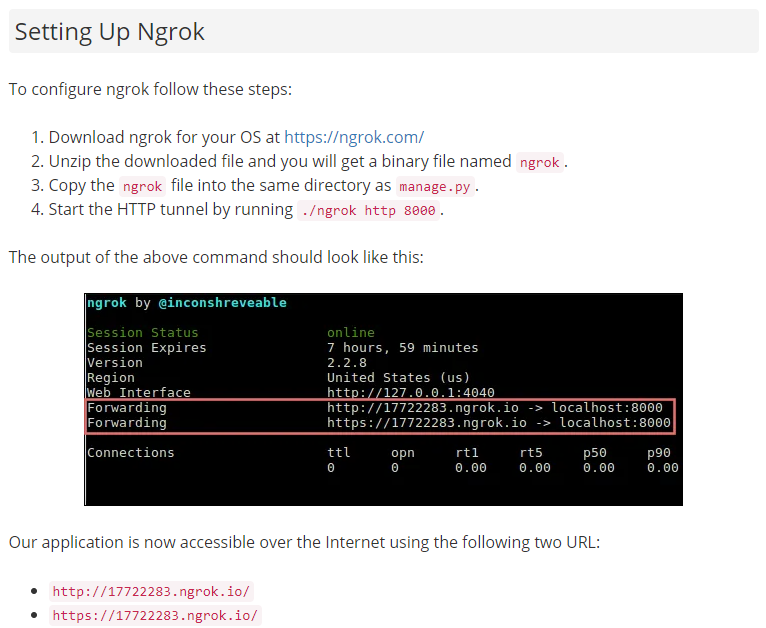 Setting Up Ngrok
To configure ngrok follow these steps:
1. Download ngrok for your OS at https://ngrok.com/
2. Unzip the downloaded file and you will get a binary file named ngrok.
3. Copy the ngrok file into the same directory as manage.py.
4. Start the HTTP tunnel by running ./ngrok http 8000.
The output of the above command should look like this:
ngrok by @inconshreveable
Session Status online
Session Expires 7 hours, 59 minutes
Version 2.2.8
Region United States (us)
Web Interface http://127.0.0.1:4040
Forwarding http://17722283.ngrok.io -> localhost:8000
Forwarding https://17722283.ngrok.io -> localhost:8000
Connections ttl opn rt1 rt5 p50 p90
0 0 0.00 0.00 0.00 0.00
Our application is now accessible over the Internet using the following two URL:
• http://17722283.ngrok.io/
• https://17722283.ngrok.io/